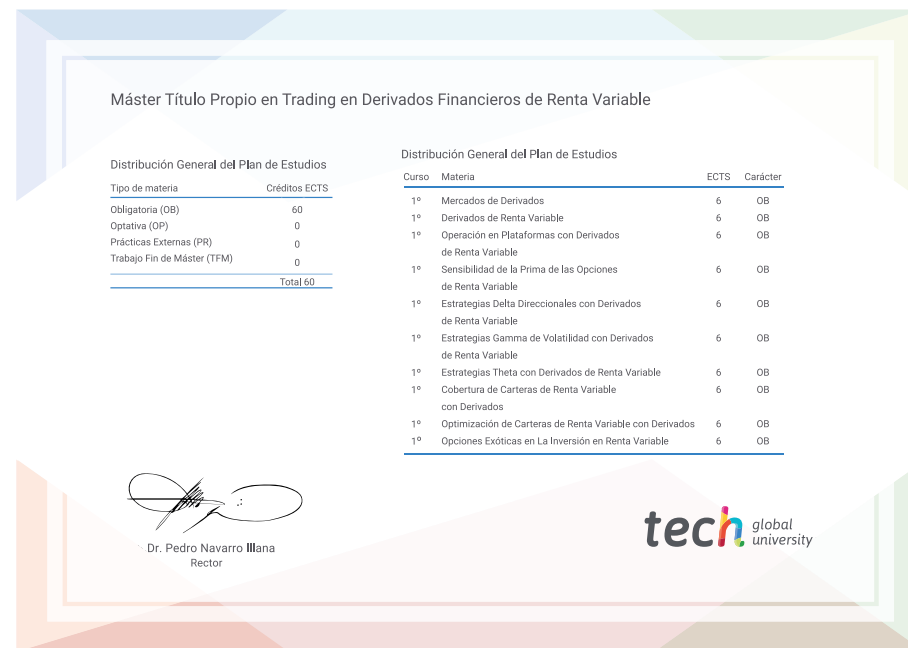 Máster Título Propio en Trading en Derivados Financieros de Renta Variable
Distribución General del Plan de Estudios
Tipo de materia Créditos ECTS
Obligatoria (OB) 60
Optativa (OP) 0
Prácticas Externas (PR) 0
Trabajo Fin de Máster (TFM) 0
Total 60
Distribución General del Plan de Estudios
Curso Materia ECTS Carácter
1º Mercados de Derivados 6 OB
1º Derivados de Renta Variable 6 OB
1º Operación en Plataformas con Derivados 6 OB
de Renta Variable
1º Sensibilidad de la Prima de las Opciones 6 OB
de Renta Variable
1º Estrategias Delta Direccionales con Derivados 6 OB
de Renta Variable
1º Estrategias Gamma de Volatilidad con Derivados 6 OB
de Renta Variable
1º Estrategias Theta con Derivados de Renta Variable 6 OB
1º Cobertura de Carteras de Renta Variable 6 OB
con Derivados
1º Optimización de Carteras de Renta Variable con Derivados 6 OB
1º Opciones Exóticas en La Inversión en Renta Variable 6 OB
Dr. Pedro Navarro Illana
Rector
tech global
university